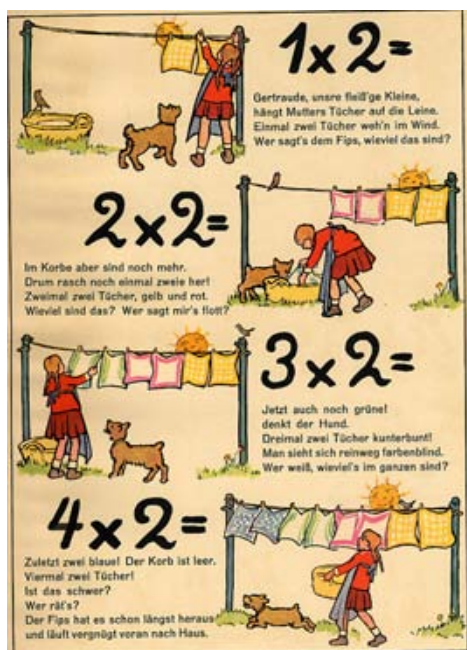 1x2=
Gertraude, unsre fleiß'ge Kleine,
hängt Mutters Tücher auf die Leine.
Einmal zwei Tücher weh'n im Wind.
Wer sagt's dem Fips, wieviel das sind?
2x2=
Im Korbe aber sind noch mehr.
Drum rasch noch einmal zweie her!
Zweimal zwei Tücher, gelb und rot.
Wieviel sind das? Wer sagt mir's flott?
3x2=
Jetzt auch noch grüne!
denkt der Hund.
Dreimal zwei Tücher kunterbunt!
Man sieht sich reinweg farbenblind.
Wer weiß, wieviel's im ganzen sind?
4x2=
Zuletzt zwei blaue! Der Korb ist leer.
Viermal zwei Tücher!
Ist das schwer?
Wer rät's?
Der Fips hat es schon längst heraus
und läuft vergnügt voran nach Haus.